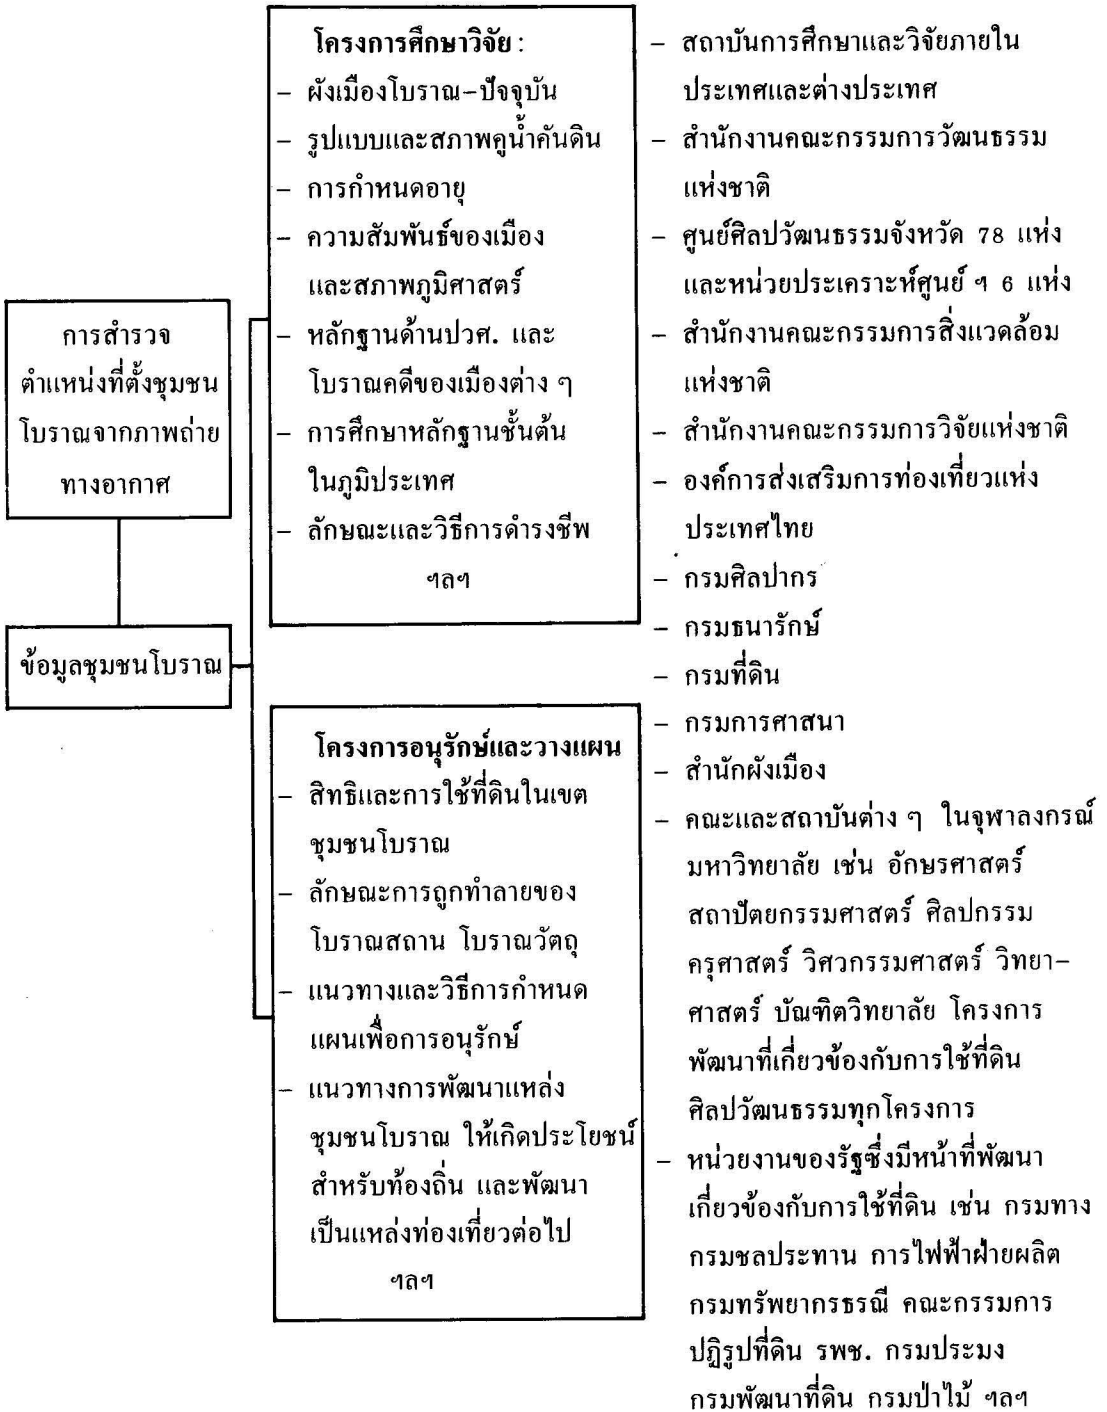 การสำรวจ
ตำแหน่งที่ตั้งชุมชน
โบราณจากภาพถ่าย
ทางอากาศ
ข้อมูลชุมชนโบราณ
โครงการศึกษาวิจัย :
– ผังเมืองโบราณ–ปัจจุบัน
– รูปแบบและสภาพคูน้ำคันดิน
– การกำหนดอายุ
– ความสัมพันธ์ของเมือง
และสภาพภูมิศาสตร์
– หลักฐานด้านปวศ. และ
โบราณคดีของเมืองต่าง ๆ
– การศึกษาหลักฐานชั้นต้น
ในภูมิประเทศ
– ลักษณะและวิธีการดำรงชีพ
ฯลฯ
โครงการอนุรักษ์และวางแผน
– สิทธิและการใช้ที่ดินในเขต
ชุมชนโบราณ
– ลักษณะการถูกทำลายของ
โบราณสถาน โบราณวัตถุ
– แนวทางและวิธีการกำหนด
แผนเพื่อการอนุรักษ์
– แนวทางการพัฒนาแหล่ง
ชุมชนโบราณ ให้เกิดประโยชน์
สำหรับท้องถิ่น และพัฒนา
เป็นแหล่งท่องเที่ยวต่อไป
ฯลฯ
– สถาบันการศึกษาและวิจัยภายใน
ประเทศและต่างประเทศ
– สำนักงานคณะกรรมการวัฒนธรรม
แห่งชาติ
– ศูนย์ศิลปวัฒนธรรมจังหวัด 78 แห่ง
และหน่วยประเคราะห์ศูนย์ ฯ 6 แห่ง
– สำนักงานคณะกรรมการสิ่งแวดล้อม
แห่งชาติ
– สำนักงานคณะกรรมการวิจัยแห่งชาติ
– องค์การส่งเสริมการท่องเที่ยวแห่ง
ประเทศไทย
– กรมศิลปากร
– กรมธนารักษ์
– กรมที่ดิน
– กรมการศาสนา
– สำนักผังเมือง
– คณะและสถาบันต่าง ๆ ในจุฬาลงกรณ์
มหาวิทยาลัย เช่น อักษรศาสตร์
สถาปัตยกรรมศาสตร์ ศิลปกรรม
ครุศาสตร์ วิศวกรรมศาสตร์ วิทยา–
ศาสตร์ บัณฑิตวิทยาลัย โครงการ
พัฒนาที่เกี่ยวข้องกับการใช้ที่ดิน
ศิลปวัฒนธรรมทุกโครงการ
– หน่วยงานของรัฐซึ่งมีหน้าที่พัฒนา
เกี่ยวข้องกับการใช้ที่ดิน เช่น กรมทาง
กรมชลประทาน การไฟฟ้าฝ่ายผลิต
กรมทรัพยากรธรณี คณะกรรมการ
ปฏิรูปที่ดิน รพช. กรมประมง
กรมพัฒนาที่ดิน กรมป่าไม้ ฯลฯ